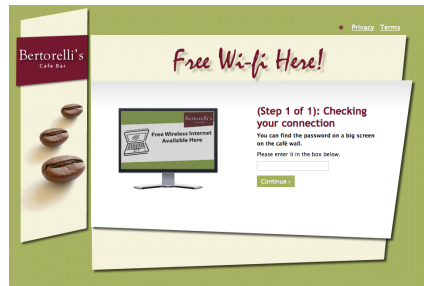 Privacy Terms
Bertorelli's
Cafe Bar
Free Wi-fi Here!
Bertorelli's
Free Wireless Internet
Available Here
(Step 1 of 1): Checking
your connection
You can find the password on a big screen
on the café wall.
Please enter it in the box below.
Continue ›